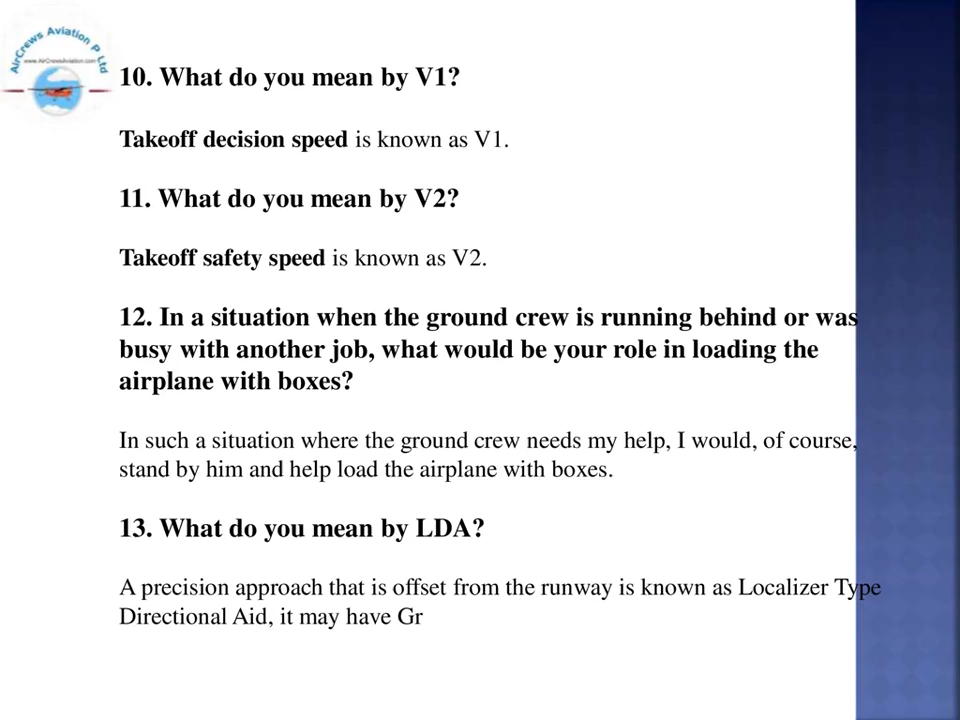 AirCrews Aviation P Ltd
www.AirCrewsAviation.com
10. What do you mean by V1?
Takeoff decision speed is known as V1.
11. What do you mean by V2?
Takeoff safety speed is known as V2.
12. In a situation when the ground crew is running behind or was
busy with another job, what would be your role in loading the
airplane with boxes?
In such a situation where the ground crew needs my help, I would, of course,
stand by him and help load the airplane with boxes.
13. What do you mean by LDA?
A precision approach that is offset from the runway is known as Localizer Type
Directional Aid, it may have Gr